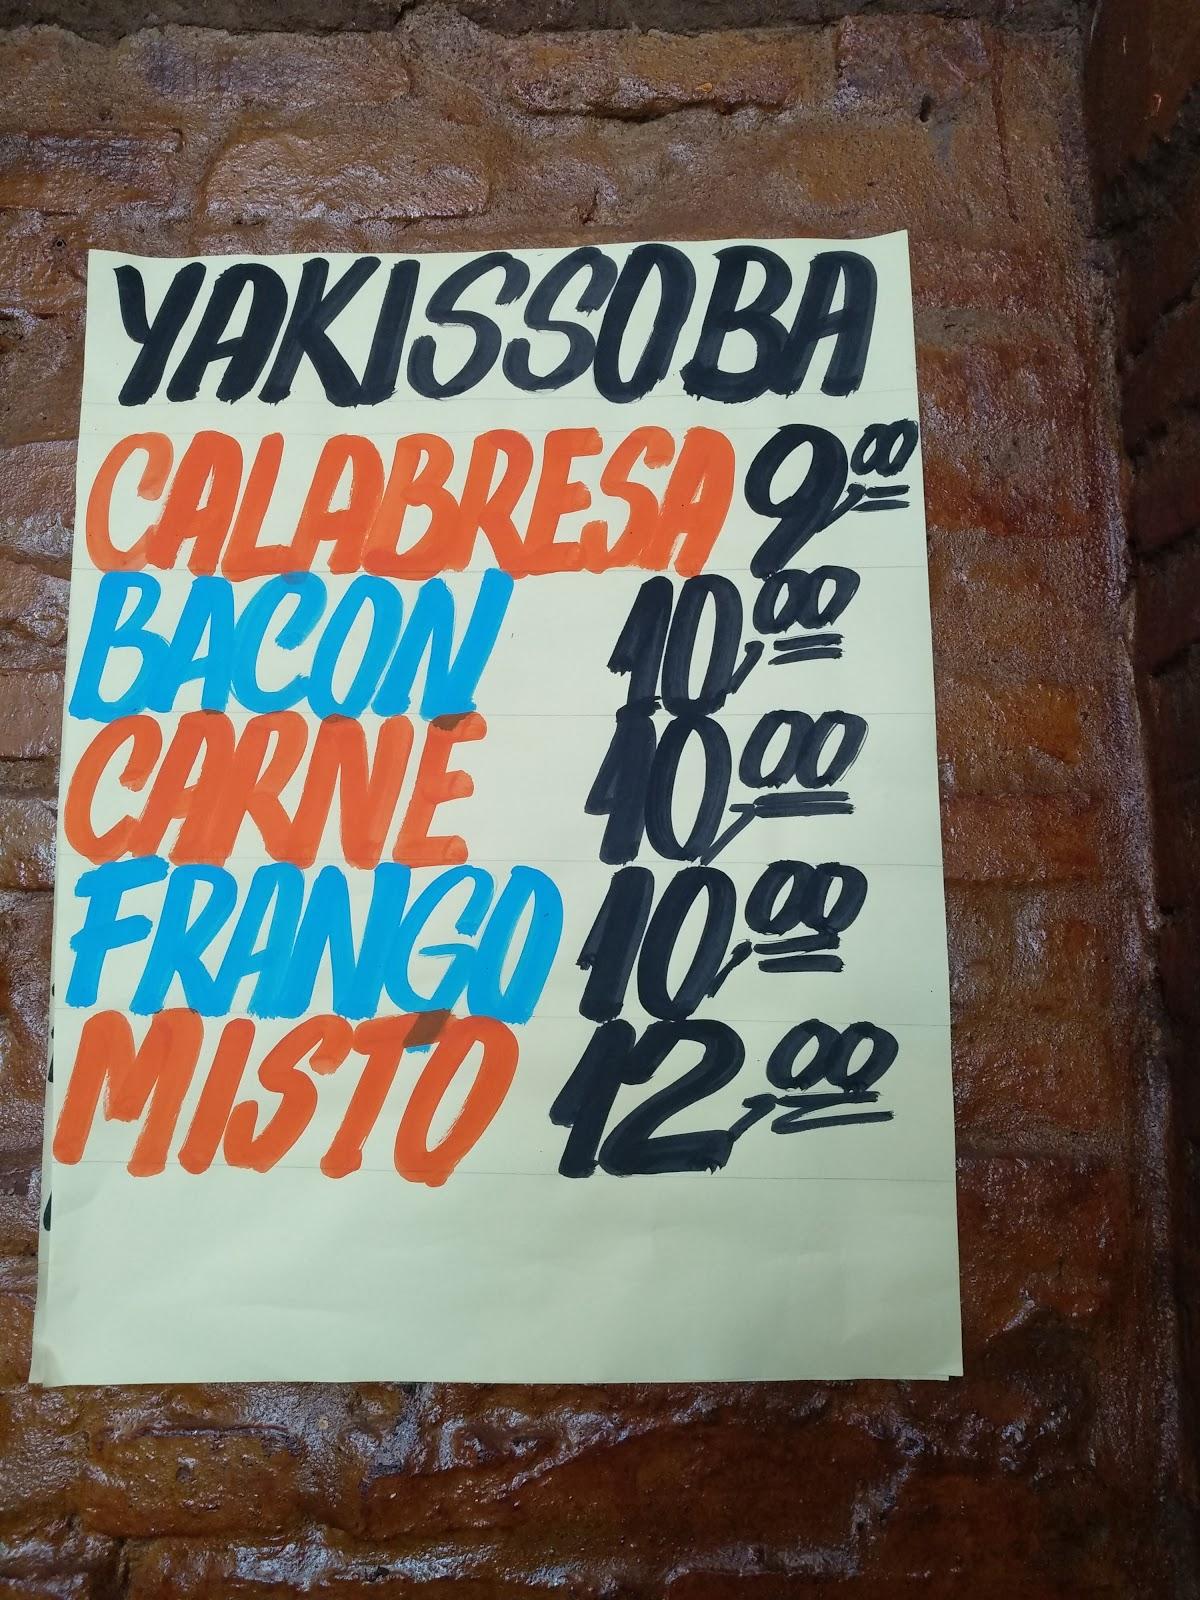 YAKISSOBA
CALABRESA 9,00
BACON 10,00
CARNE 10,00
FRANGO 10,00
MISTO 12,00